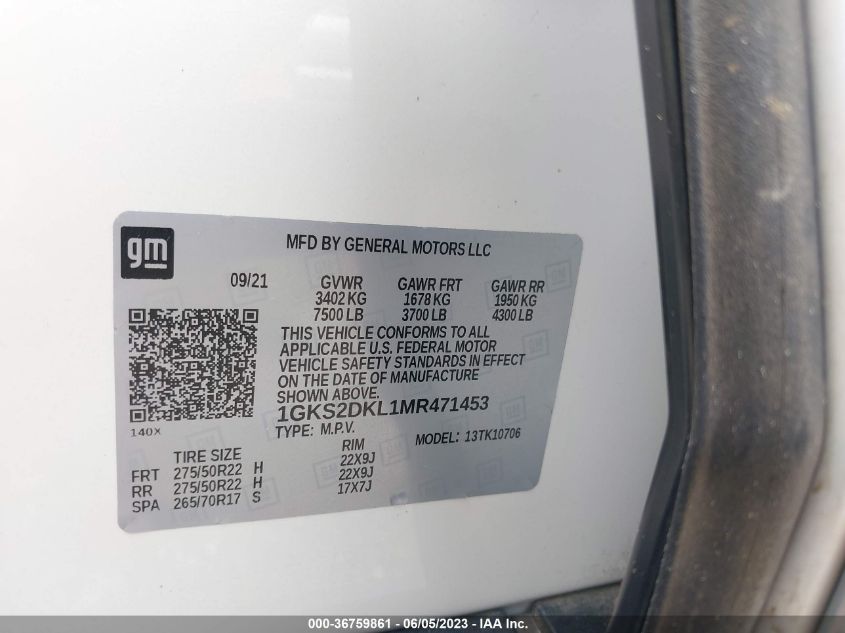 gm
MFD BY GENERAL MOTORS LLC
09/21 GVWR GAWR FRT GAWR RR
3402 KG 1678 KG 1950 KG
7500 LB 3700 LB 4300 LB
THIS VEHICLE CONFORMS TO ALL
APPLICABLE U.S. FEDERAL MOTOR
VEHICLE SAFETY STANDARDS IN EFFECT
ON THE DATE OF MANUFACTURE
SHOWN ABOVE.
1GKS2DKL1MR471453
140X
TYPE: M.P.V. MODEL: 13TK10706
TIRE SIZE RIM
FRT 275/50R22 H 22X9J
RR 275/50R22 H 22X9J
SPA 265/70R17 S 17X7J
000-36759861 - 06/05/2023 - IAA Inc.